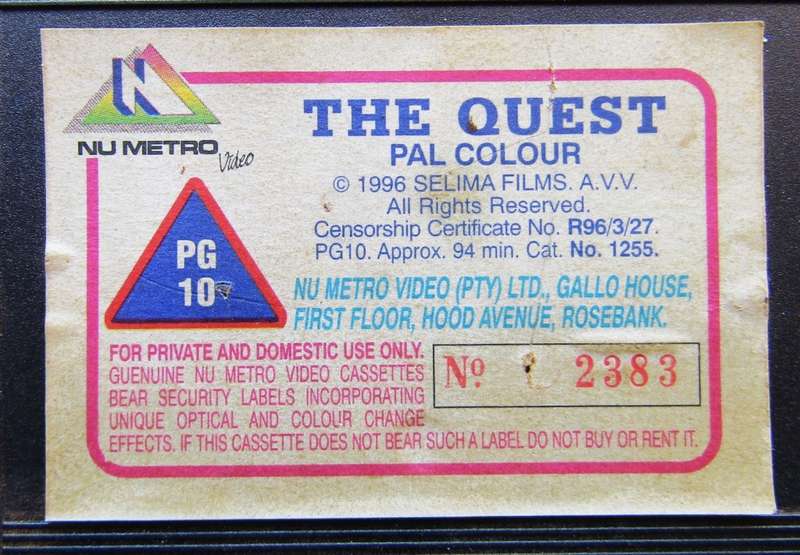 N
NU METRO
Video
THE QUEST
PAL COLOUR
© 1996 SELIMA FILMS. A.V.V.
All Rights Reserved.
Censorship Certificate No. R96/3/27.
PG10. Approx. 94 min. Cat. No. 1255.
PG
10
NU METRO VIDEO (PTY) LTD., GALLO HOUSE,
FIRST FLOOR, HOOD AVENUE, ROSEBANK.
FOR PRIVATE AND DOMESTIC USE ONLY.
GUENUINE NU METRO VIDEO CASSETTES
BEAR SECURITY LABELS INCORPORATING
UNIQUE OPTICAL AND COLOUR CHANGE
EFFECTS. IF THIS CASSETTE DOES NOT BEAR SUCH A LABEL DO NOT BUY OR RENT IT.
No. 2383